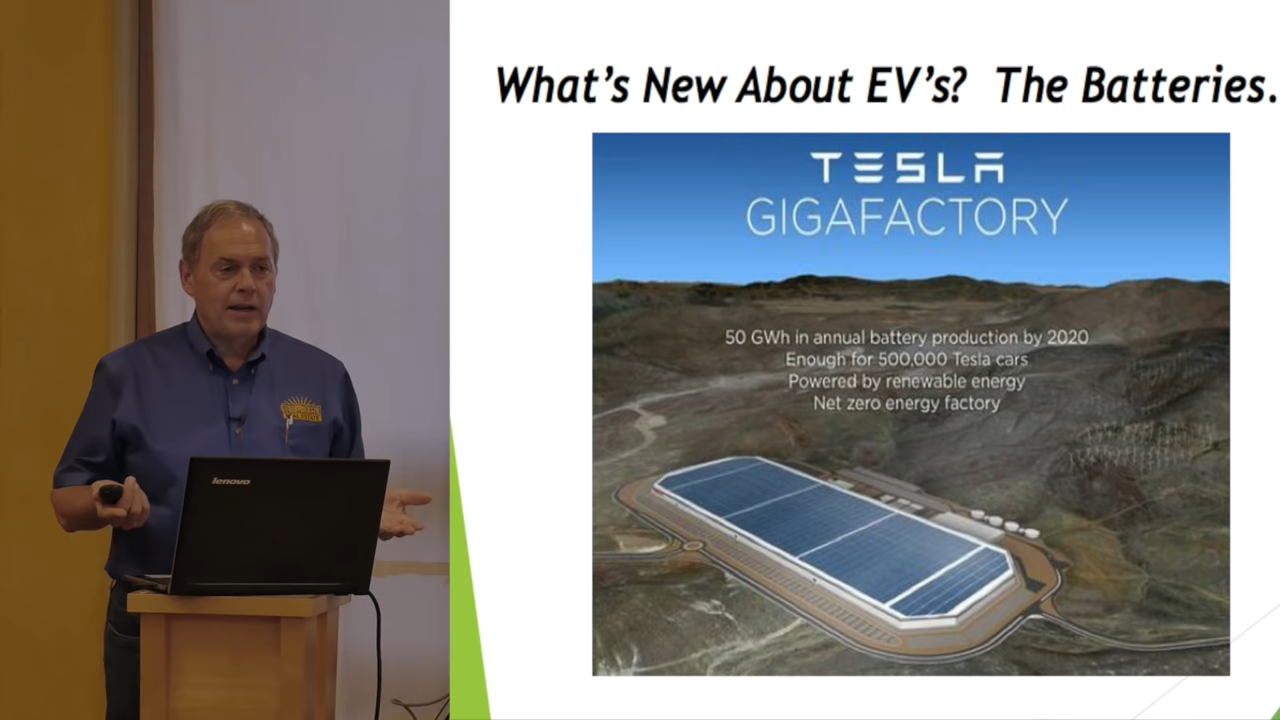 What's New About EV's?  The Batteries.
TESLA
GIGAFACTORY
50 GWh in annual battery production by 2020
Enough for 500,000 Tesla cars
Powered by renewable energy
Net zero energy factory
lenovo